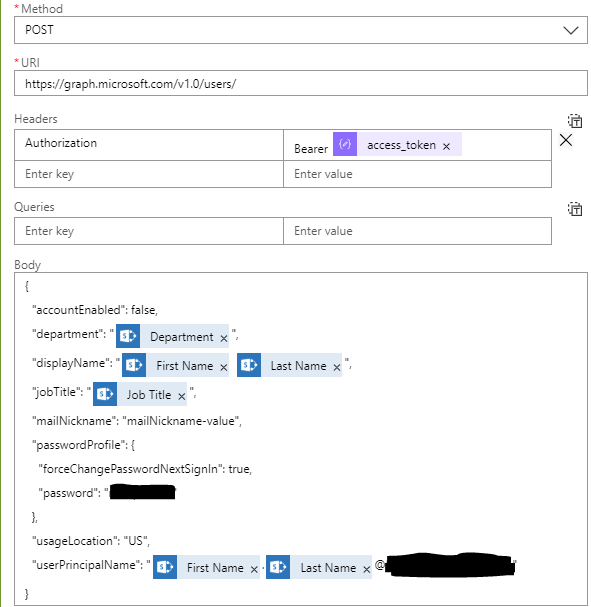 * Method
POST
* URI
https://graph.microsoft.com/v1.0/users/
Headers
Authorization Bearer access_token ×
Enter key Enter value
Queries
Enter key Enter value
Body
{
"accountEnabled": false,
"department": " Department × ",
"displayName": " First Name × Last Name × ",
"jobTitle": " Job Title × ",
"mailNickname": "mailNickname-value",
"passwordProfile": {
"forceChangePasswordNextSignIn": true,
"password": " "
},
"usageLocation": "US",
"userPrincipalName": " First Name × . Last Name × @ "
}